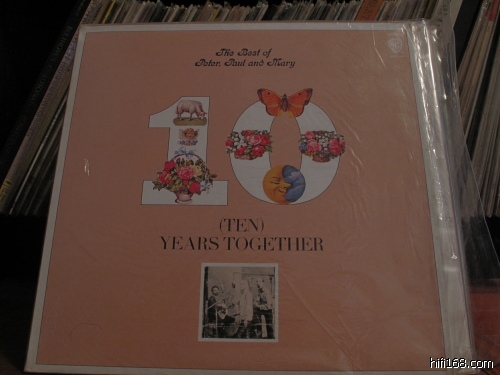 The Best of
Peter, Paul and Mary
10
(TEN)
YEARS TOGETHER
hifi168.com